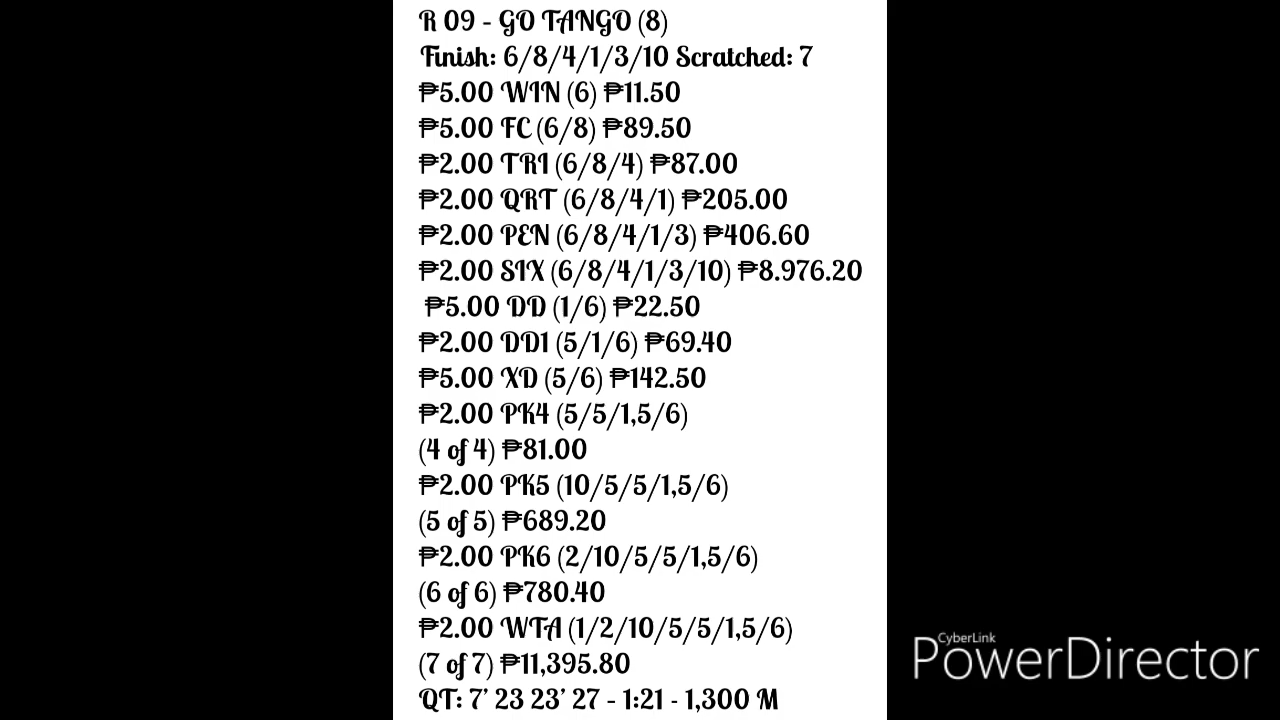 R 09 - GO TANGO (8)
Finish: 6/8/4/1/3/10 Scratched: 7
₱5.00 WIN (6) ₱11.50
₱5.00 FC (6/8) ₱89.50
₱2.00 TRI (6/8/4) ₱87.00
₱2.00 QRT (6/8/4/1) ₱205.00
₱2.00 PEN (6/8/4/1/3) ₱406.60
₱2.00 SIX (6/8/4/1/3/10) ₱8.976.20
₱5.00 DD (1/6) ₱22.50
₱2.00 DD1 (5/1/6) ₱69.40
₱5.00 XD (5/6) ₱142.50
₱2.00 PK4 (5/5/1,5/6)
(4 of 4) ₱81.00
₱2.00 PK5 (10/5/5/1,5/6)
(5 of 5) ₱689.20
₱2.00 PK6 (2/10/5/5/1,5/6)
(6 of 6) ₱780.40
₱2.00 WTA (1/2/10/5/5/1,5/6)
(7 of 7) ₱11,395.80
QT: 7' 23 23' 27 - 1:21 - 1,300 M
CyberLink
PowerDirector